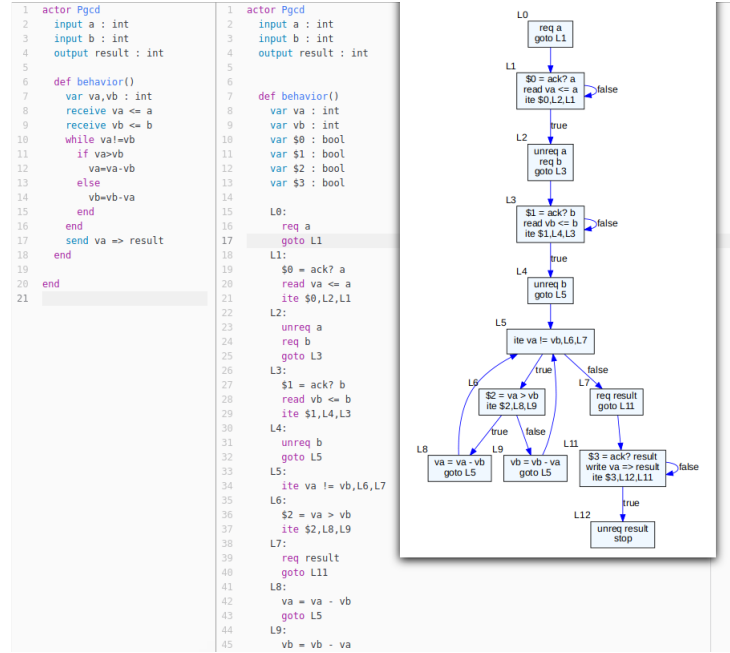 1 actor Pgcd
2 input a : int
3 input b : int
4 output result : int
5
6 def behavior()
7 var va,vb : int
8 receive va <= a
9 receive vb <= b
10 while va!=vb
11 if va>vb
12 va=va-vb
13 else
14 vb=vb-va
15 end
16 end
17 send va => result
18 end
19
20 end
21
1 actor Pgcd
2 input a : int
3 input b : int
4 output result : int
5
6
7 def behavior()
8 var va : int
9 var vb : int
10 var $0 : bool
11 var $1 : bool
12 var $2 : bool
13 var $3 : bool
14
15 L0:
16 req a
17 goto L1
18 L1:
19 $0 = ack? a
20 read va <= a
21 ite $0,L2,L1
22 L2:
23 unreq a
24 req b
25 goto L3
26 L3:
27 $1 = ack? b
28 read vb <= b
29 ite $1,L4,L3
30 L4:
31 unreq b
32 goto L5
33 L5:
34 ite va != vb,L6,L7
35 L6:
36 $2 = va > vb
37 ite $2,L8,L9
38 L7:
39 req result
40 goto L11
41 L8:
42 va = va - vb
43 goto L5
44 L9:
45 vb = vb - va
L0
req a
goto L1
L1
$0 = ack? a
read va <= a
ite $0,L2,L1
false
true
L2
unreq a
req b
goto L3
L3
$1 = ack? b
read vb <= b
ite $1,L4,L3
false
true
L4
unreq b
goto L5
L5
ite va != vb,L6,L7
true
false
L6
$2 = va > vb
ite $2,L8,L9
L7
req result
goto L11
true
false
L8
va = va - vb
goto L5
L9
vb = vb - va
goto L5
L11
$3 = ack? result
write va => result
ite $3,L12,L11
false
true
L12
unreq result
stop